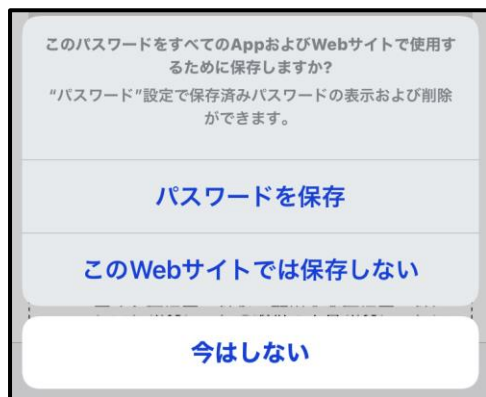 このパスワードをすべてのAppおよびWebサイトで使用す
るために保存しますか?
“パスワード”設定で保存済みパスワードの表示および削除
ができます。
パスワードを保存
このWebサイトでは保存しない
今はしない